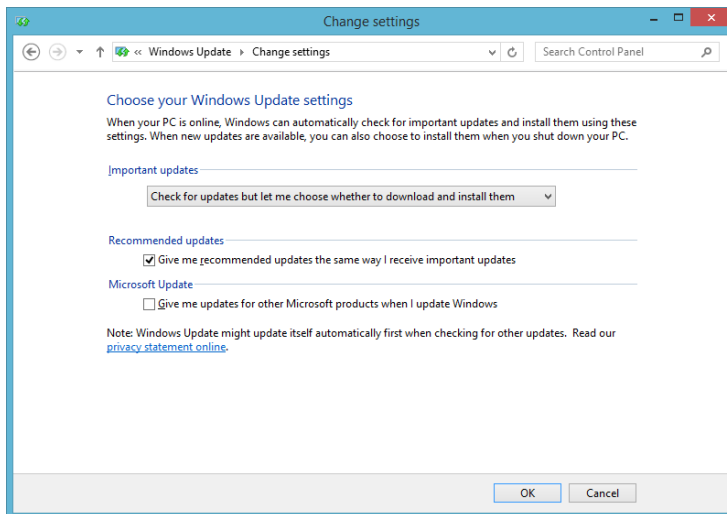 Change settings
« Windows Update Change settings
Search Control Panel
Choose your Windows Update settings
When your PC is online, Windows can automatically check for important updates and install them using these
settings. When new updates are available, you can also choose to install them when you shut down your PC.
Important updates
Check for updates but let me choose whether to download and install them
Recommended updates
Give me recommended updates the same way I receive important updates
Microsoft Update
Give me updates for other Microsoft products when I update Windows
Note: Windows Update might update itself automatically first when checking for other updates. Read our
privacy statement online.
OK
Cancel